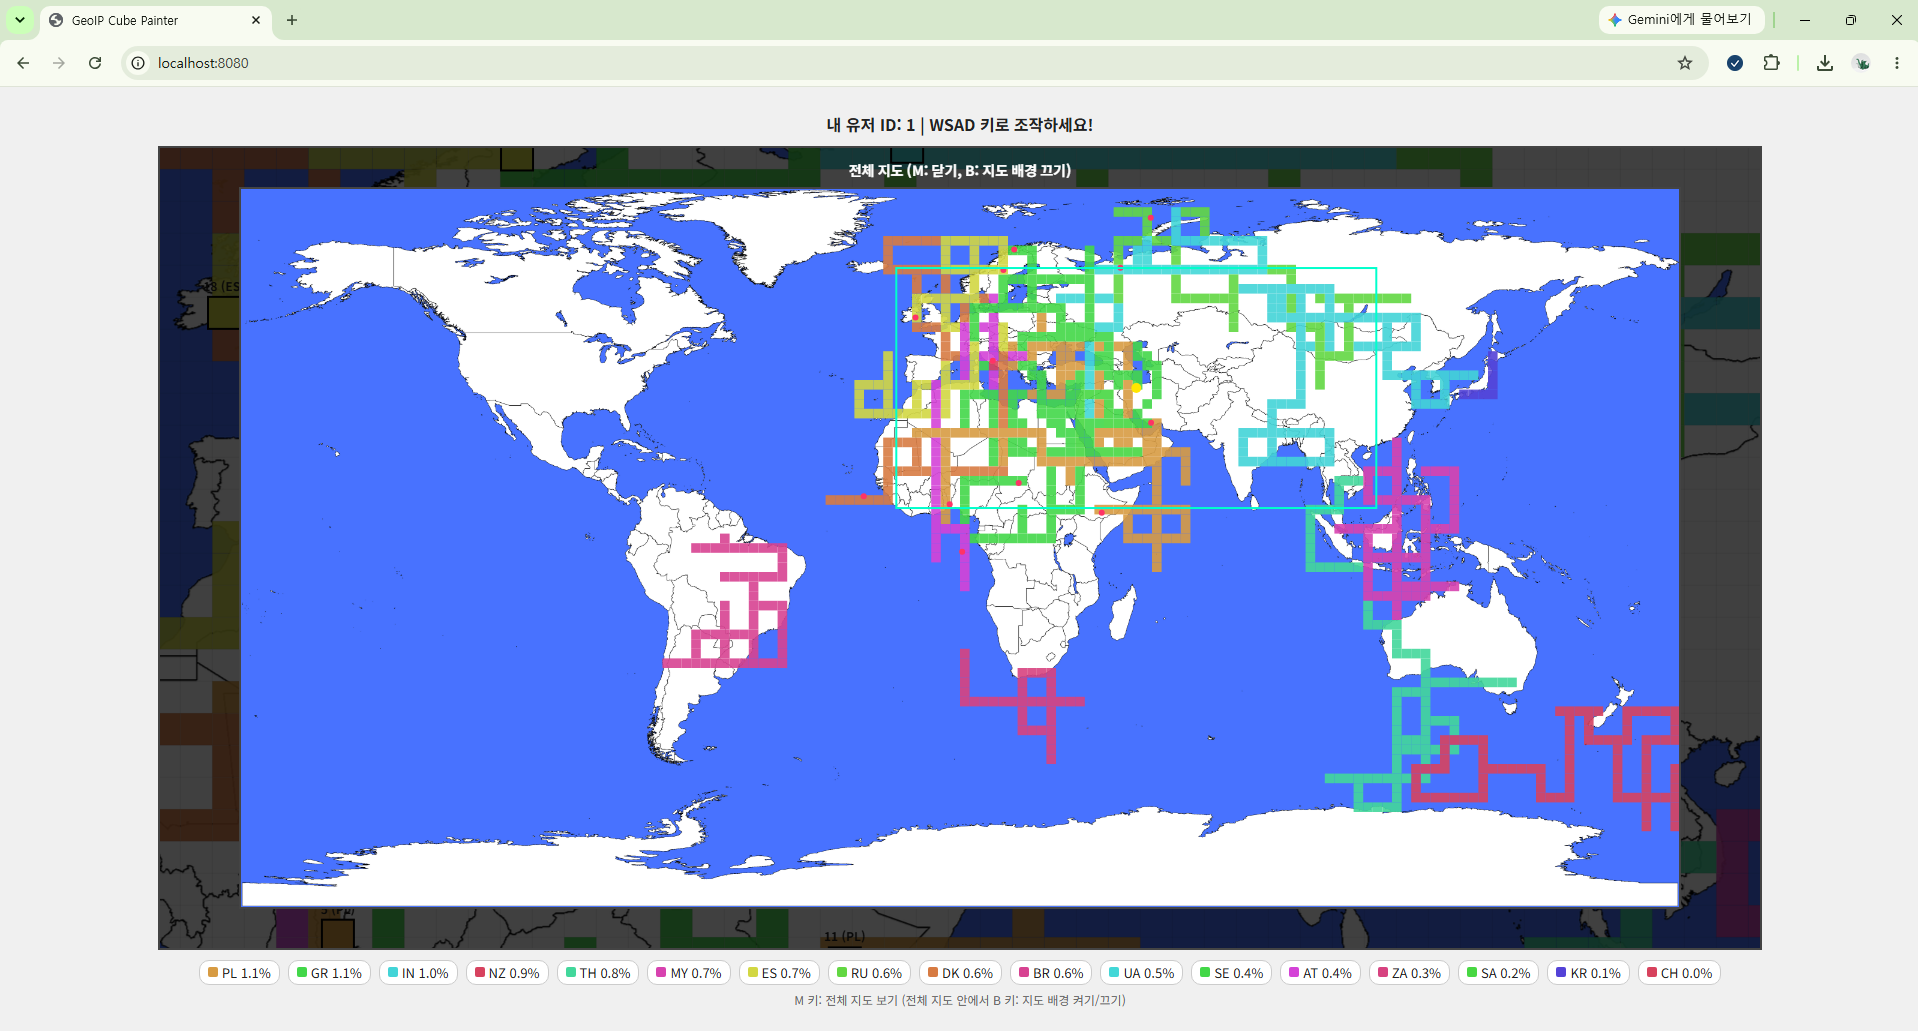 GeoIP Cube Painter
Gemini에게 물어보기
localhost:8080
내 유저 ID: 1 | WSAD 키로 조작하세요!
전체 지도 (M: 닫기, B: 지도 배경 끄기)
18 (ES
11 (PL)
PL 1.1%
GR 1.1%
IN 1.0%
NZ 0.9%
TH 0.8%
MY 0.7%
ES 0.7%
RU 0.6%
DK 0.6%
BR 0.6%
UA 0.5%
SE 0.4%
AT 0.4%
ZA 0.3%
SA 0.2%
KR 0.1%
CH 0.0%
M 키: 전체 지도 보기 (전체 지도 안에서 B 키: 지도 배경 켜기/끄기)